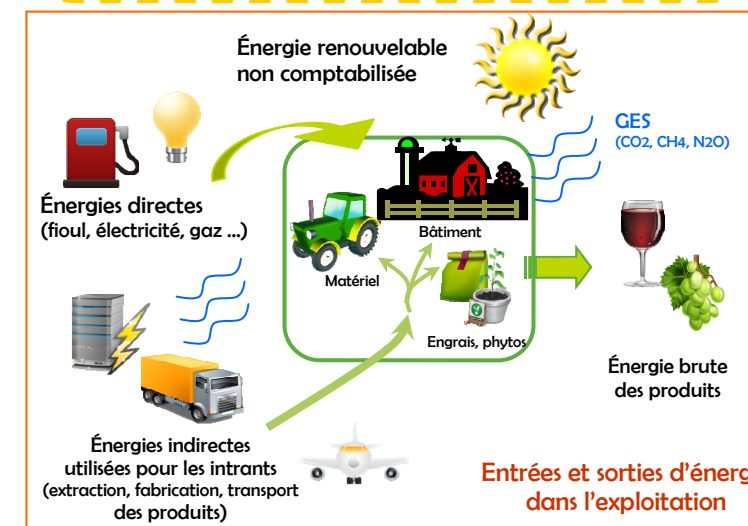 Énergie renouvelable
non comptabilisée
GES
(CO2, CH4, N2O)
Énergies directes
(fioul, électricité, gaz ...)
Bâtiment
Matériel
Engrais, phytos
Énergie brute
des produits
Énergies indirectes
utilisées pour les intrants
(extraction, fabrication, transport
des produits)
Entrées et sorties d'énerg
dans l'exploitation